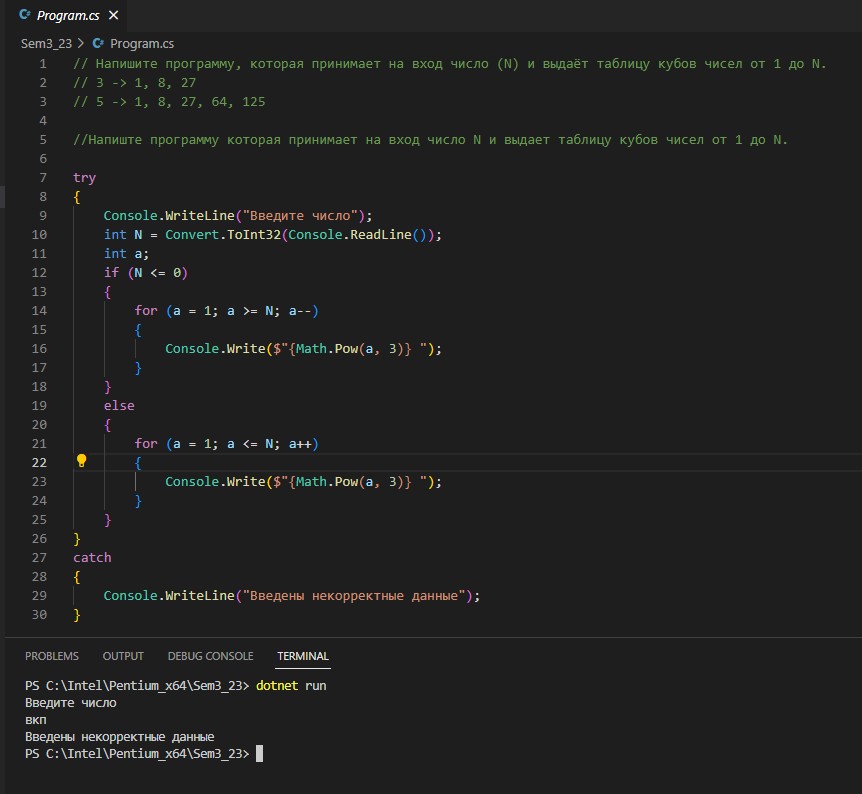 Program.cs
Sem3_23 > Program.cs
1 // Напишите программу, которая принимает на вход число (N) и выдаёт таблицу кубов чисел от 1 до N.
2 // 3 -> 1, 8, 27
3 // 5 -> 1, 8, 27, 64, 125
4
5 //Напиште программу которая принимает на вход число N и выдает таблицу кубов чисел от 1 до N.
6
7 try
8 {
9 Console.WriteLine("Введите число");
10 int N = Convert.ToInt32(Console.ReadLine());
11 int a;
12 if (N <= 0)
13 {
14 for (a = 1; a >= N; a--)
15 {
16 Console.Write($"{Math.Pow(a, 3)} ");
17 }
18 }
19 else
20 {
21 for (a = 1; a <= N; a++)
22 {
23 Console.Write($"{Math.Pow(a, 3)} ");
24 }
25 }
26 }
27 catch
28 {
29 Console.WriteLine("Введены некорректные данные");
30 }
PROBLEMS OUTPUT DEBUG CONSOLE TERMINAL
PS C:\Intel\Pentium_x64\Sem3_23> dotnet run
Введите число
вкп
Введены некорректные данные
PS C:\Intel\Pentium_x64\Sem3_23>